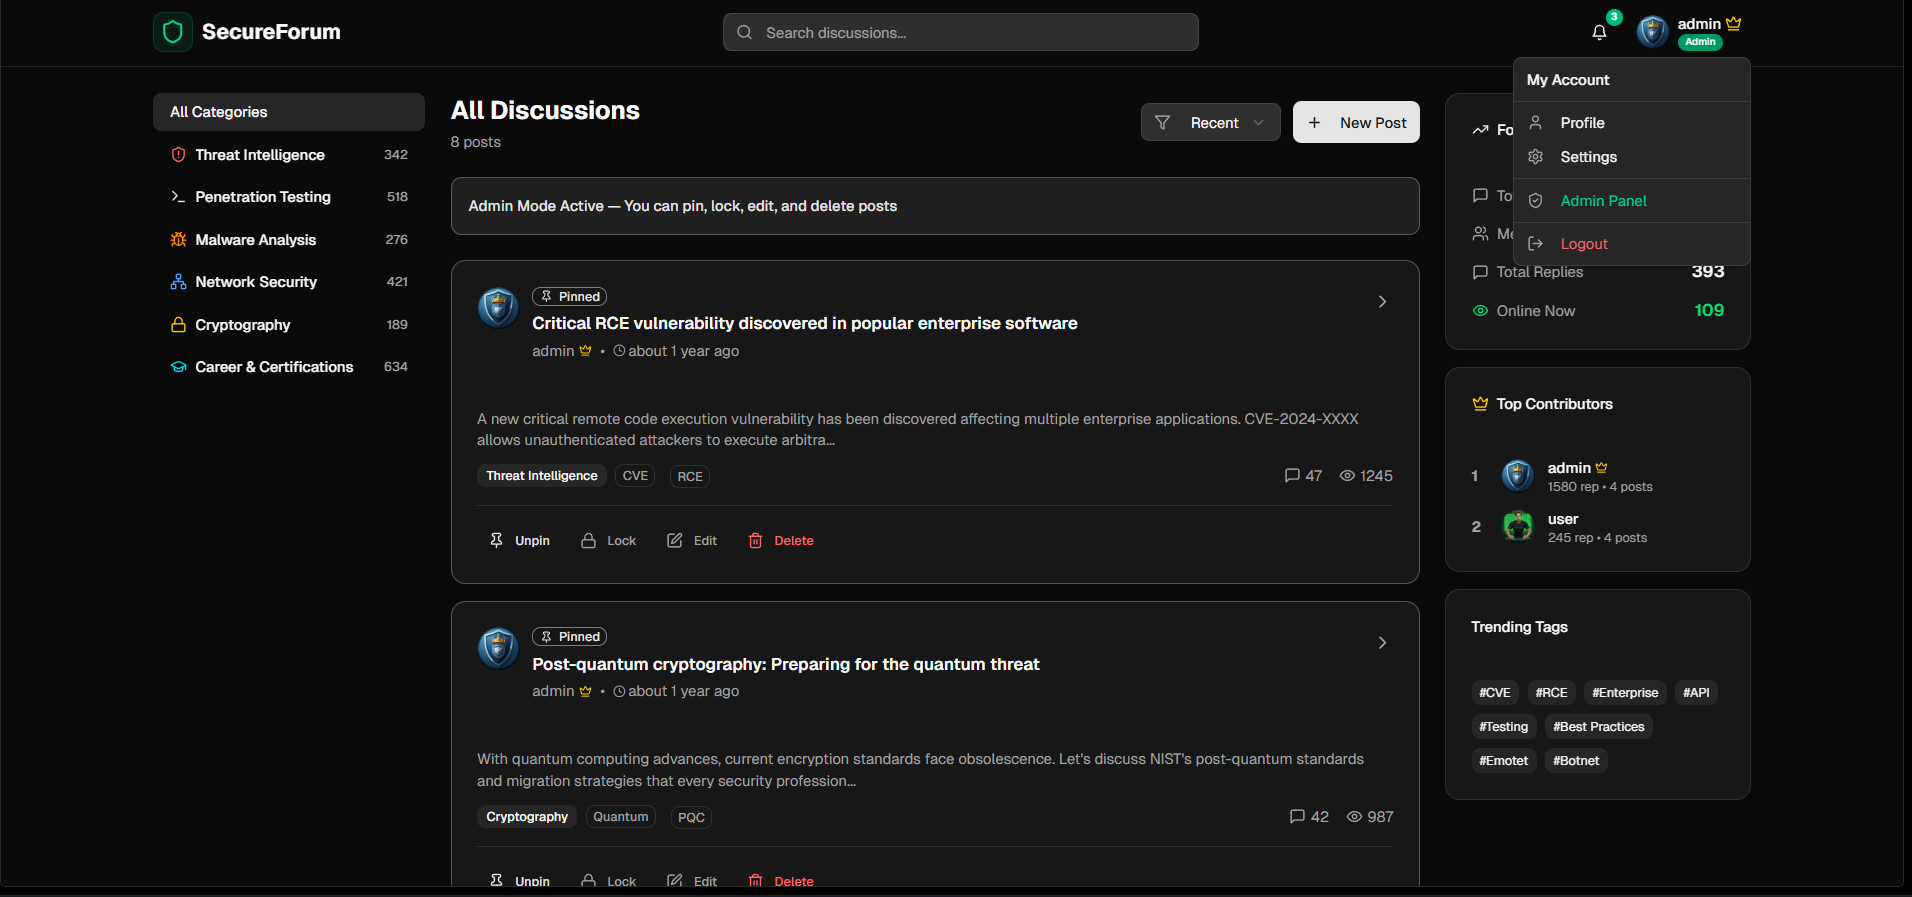 SecureForum
Search discussions...
3
admin
Admin
My Account
Profile
Settings
Admin Panel
Logout
All Categories
Threat Intelligence 342
Penetration Testing 518
Malware Analysis 276
Network Security 421
Cryptography 189
Career & Certifications 634
All Discussions
8 posts
Recent
New Post
Admin Mode Active — You can pin, lock, edit, and delete posts
Pinned
Critical RCE vulnerability discovered in popular enterprise software
admin • about 1 year ago
A new critical remote code execution vulnerability has been discovered affecting multiple enterprise applications. CVE-2024-XXXX
allows unauthenticated attackers to execute arbitra...
Threat Intelligence CVE RCE 47 1245
Unpin Lock Edit Delete
Pinned
Post-quantum cryptography: Preparing for the quantum threat
admin • about 1 year ago
With quantum computing advances, current encryption standards face obsolescence. Let's discuss NIST's post-quantum standards
and migration strategies that every security profession...
Cryptography Quantum PQC 42 987
Unpin Lock Edit Delete
Fo
To
Me
Total Replies 393
Online Now 109
Top Contributors
1 admin
1580 rep • 4 posts
2 user
245 rep • 4 posts
Trending Tags
#CVE #RCE #Enterprise #API
#Testing #Best Practices
#Emotet #Botnet